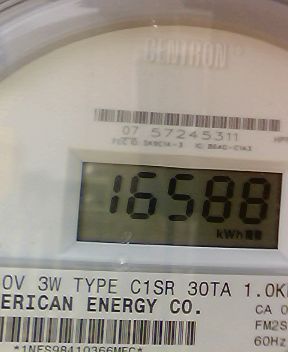 CENTRON
07 57245311
16588
kWh
0V 3W TYPE C1SR 30TA 1.0K
ERICAN ENERGY CO.
CA 0
FM2S
60Hz